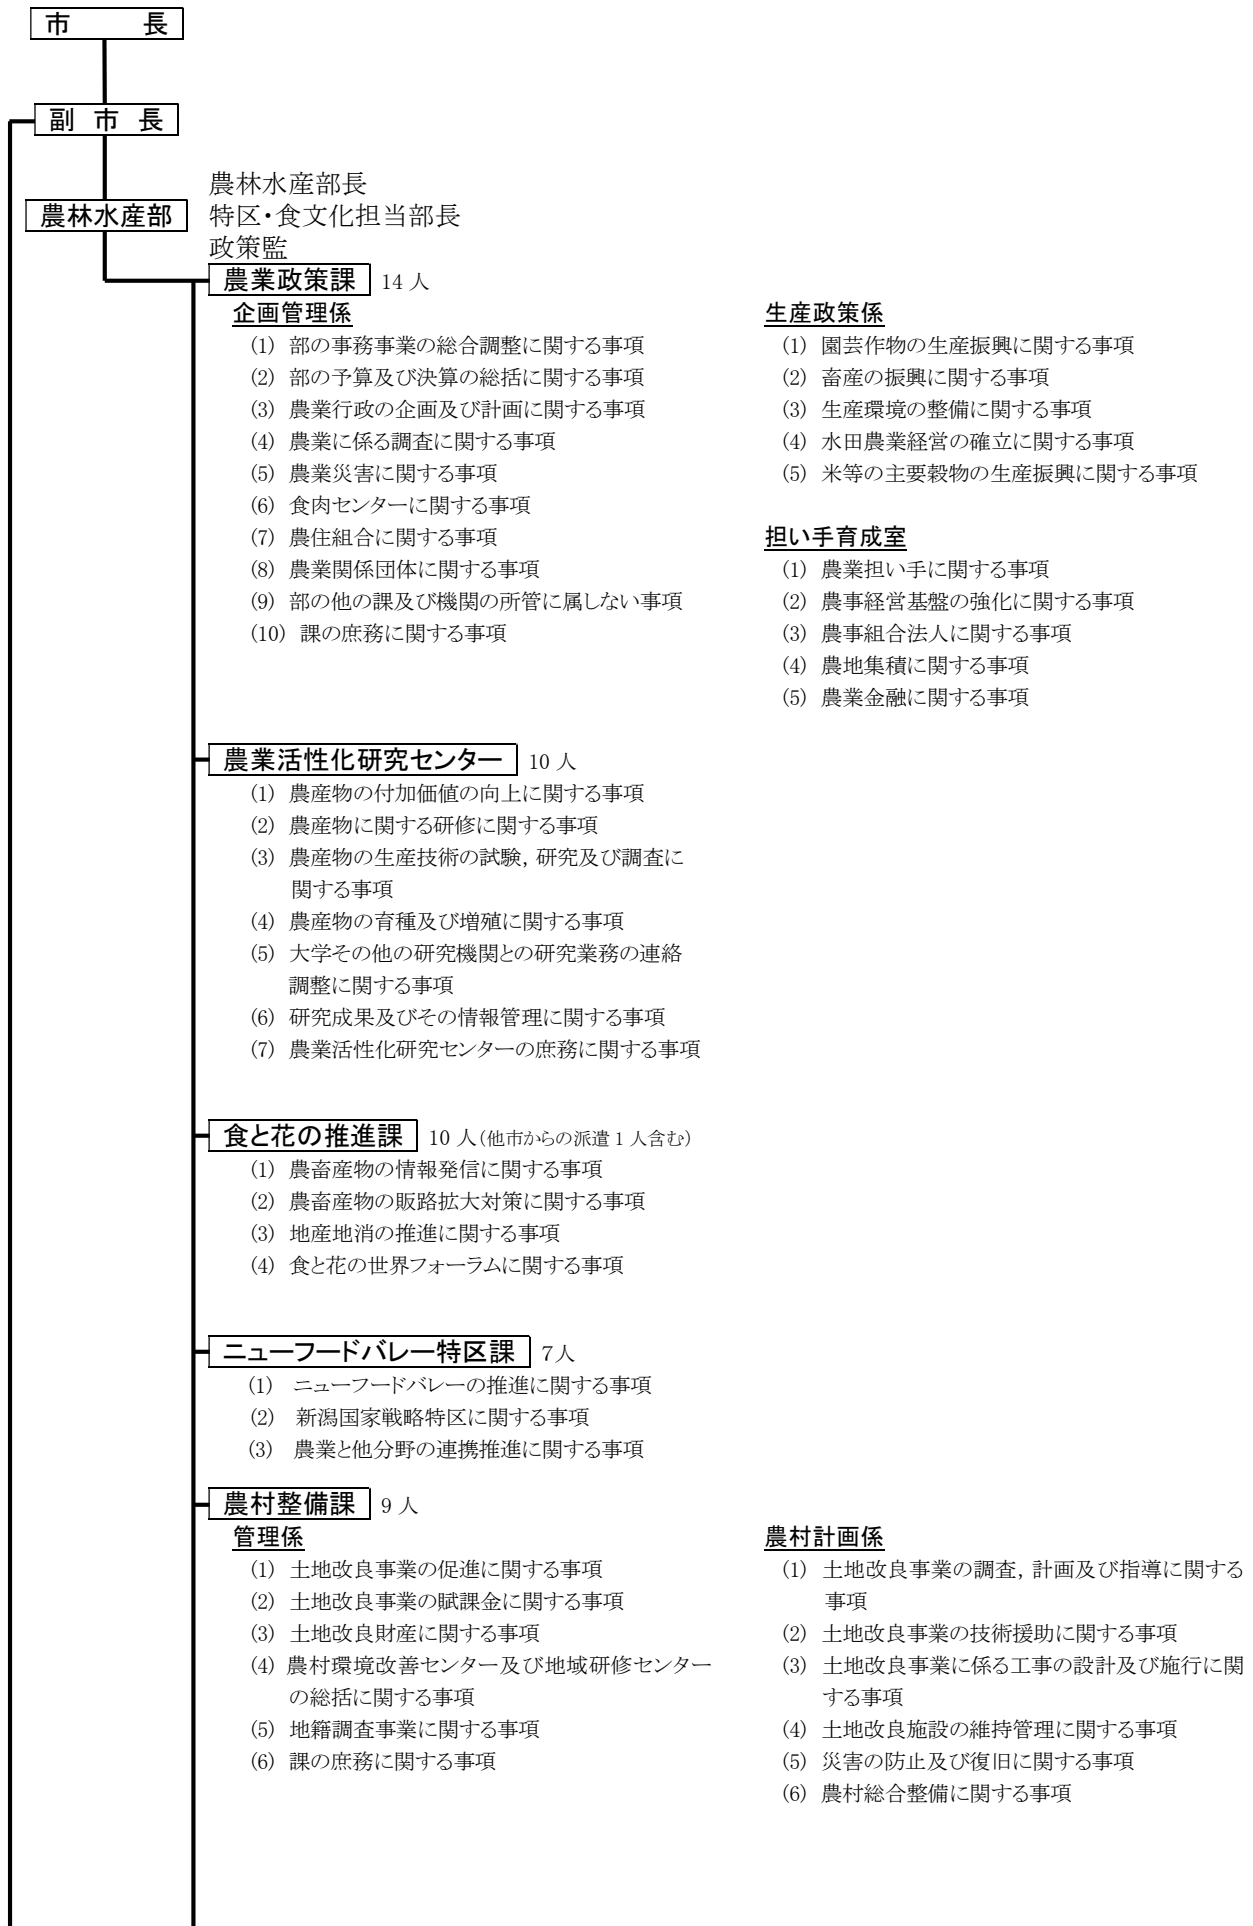 市　　長
副 市 長
農林水産部
農林水産部長
特区・食文化担当部長
政策監
農業政策課 14 人
企画管理係
(1) 部の事務事業の総合調整に関する事項
(2) 部の予算及び決算の総括に関する事項
(3) 農業行政の企画及び計画に関する事項
(4) 農業に係る調査に関する事項
(5) 農業災害に関する事項
(6) 食肉センターに関する事項
(7) 農住組合に関する事項
(8) 農業関係団体に関する事項
(9) 部の他の課及び機関の所管に属しない事項
(10) 課の庶務に関する事項
生産政策係
(1) 園芸作物の生産振興に関する事項
(2) 畜産の振興に関する事項
(3) 生産環境の整備に関する事項
(4) 水田農業経営の確立に関する事項
(5) 米等の主要穀物の生産振興に関する事項
担い手育成室
(1) 農業担い手に関する事項
(2) 農事経営基盤の強化に関する事項
(3) 農事組合法人に関する事項
(4) 農地集積に関する事項
(5) 農業金融に関する事項
農業活性化研究センター 10 人
(1) 農産物の付加価値の向上に関する事項
(2) 農産物に関する研修に関する事項
(3) 農産物の生産技術の試験，研究及び調査に
関する事項
(4) 農産物の育種及び増殖に関する事項
(5) 大学その他の研究機関との研究業務の連絡
調整に関する事項
(6) 研究成果及びその情報管理に関する事項
(7) 農業活性化研究センターの庶務に関する事項
食と花の推進課 10 人(他市からの派遣 1 人含む)
(1) 農畜産物の情報発信に関する事項
(2) 農畜産物の販路拡大対策に関する事項
(3) 地産地消の推進に関する事項
(4) 食と花の世界フォーラムに関する事項
ニューフードバレー特区課 7人
(1) ニューフードバレーの推進に関する事項
(2) 新潟国家戦略特区に関する事項
(3) 農業と他分野の連携推進に関する事項
農村整備課 9 人
管理係
(1) 土地改良事業の促進に関する事項
(2) 土地改良事業の賦課金に関する事項
(3) 土地改良財産に関する事項
(4) 農村環境改善センター及び地域研修センター
の総括に関する事項
(5) 地籍調査事業に関する事項
(6) 課の庶務に関する事項
農村計画係
(1) 土地改良事業の調査，計画及び指導に関する
事項
(2) 土地改良事業の技術援助に関する事項
(3) 土地改良事業に係る工事の設計及び施行に関
する事項
(4) 土地改良施設の維持管理に関する事項
(5) 災害の防止及び復旧に関する事項
(6) 農村総合整備に関する事項